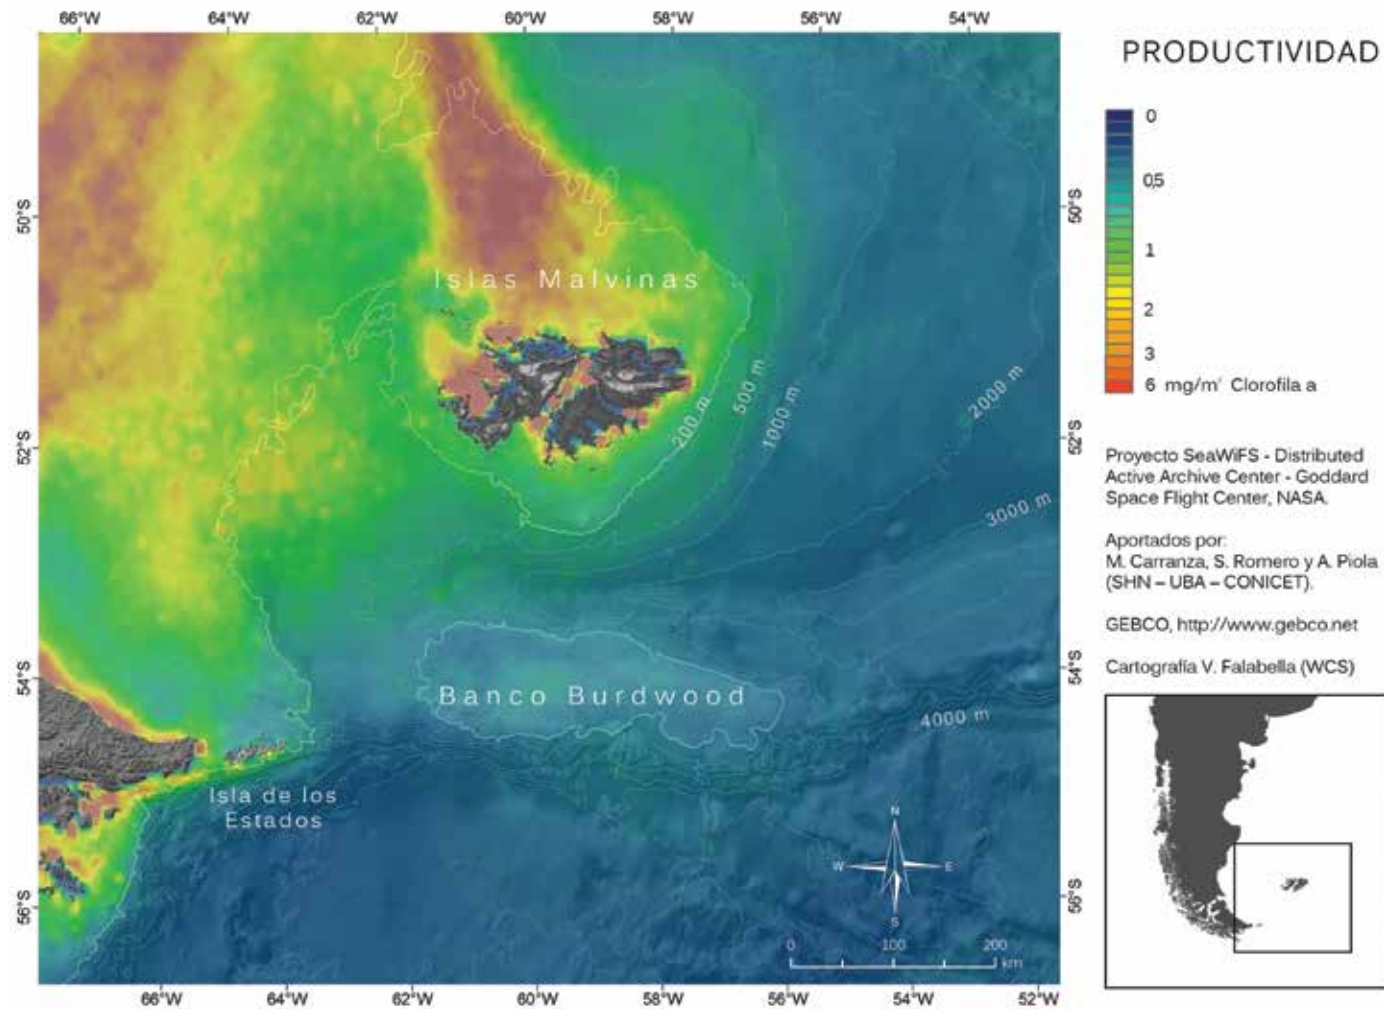 66°W 64°W 62°W 60°W 58°W 56°W 54°W
PRODUCTIVIDAD
0
0,5
1
2
3
6 mg/m³ Clorofila a
50°S
50°S
Islas Malvinas
200 m
500 m
1000 m
2000 m
52°S
52°S
3000 m
Proyecto SeaWiFS - Distributed
Active Archive Center - Goddard
Space Flight Center, NASA.
Aportados por:
M. Carranza, S. Romero y A. Piola
(SHN – UBA – CONICET).
GEBCO, http://www.gebco.net
Cartografía V. Falabella (WCS)
54°S
54°S
Banco Burdwood
4000 m
Isla de los
Estados
N
W E
S
56°S
56°S
0 100 200
km
66°W 64°W 62°W 60°W 58°W 56°W 54°W 52°W